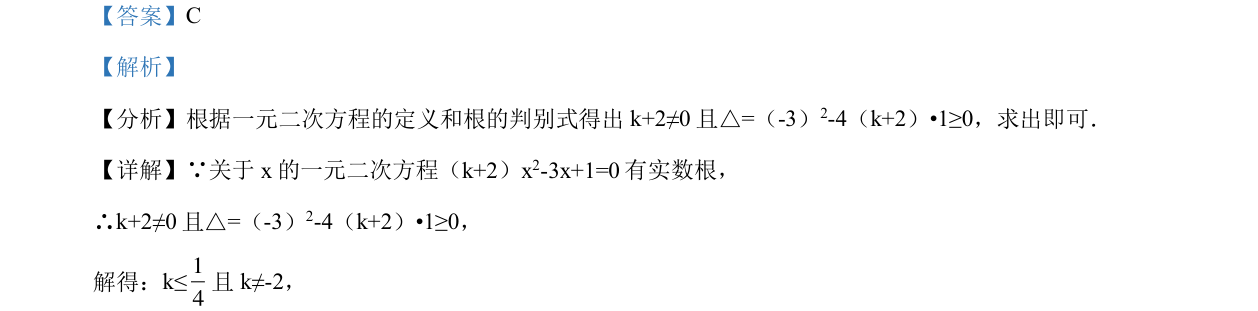 【答案】C
【解析】
【分析】根据一元二次方程的定义和根的判别式得出 k+2≠0 且△=（-3）²-4（k+2）•1≥0，求出即可．
【详解】∵关于 x 的一元二次方程（k+2）x²-3x+1=0 有实数根，
∴k+2≠0 且△=（-3）²-4（k+2）•1≥0，
解得：k≤1/4 且 k≠-2，